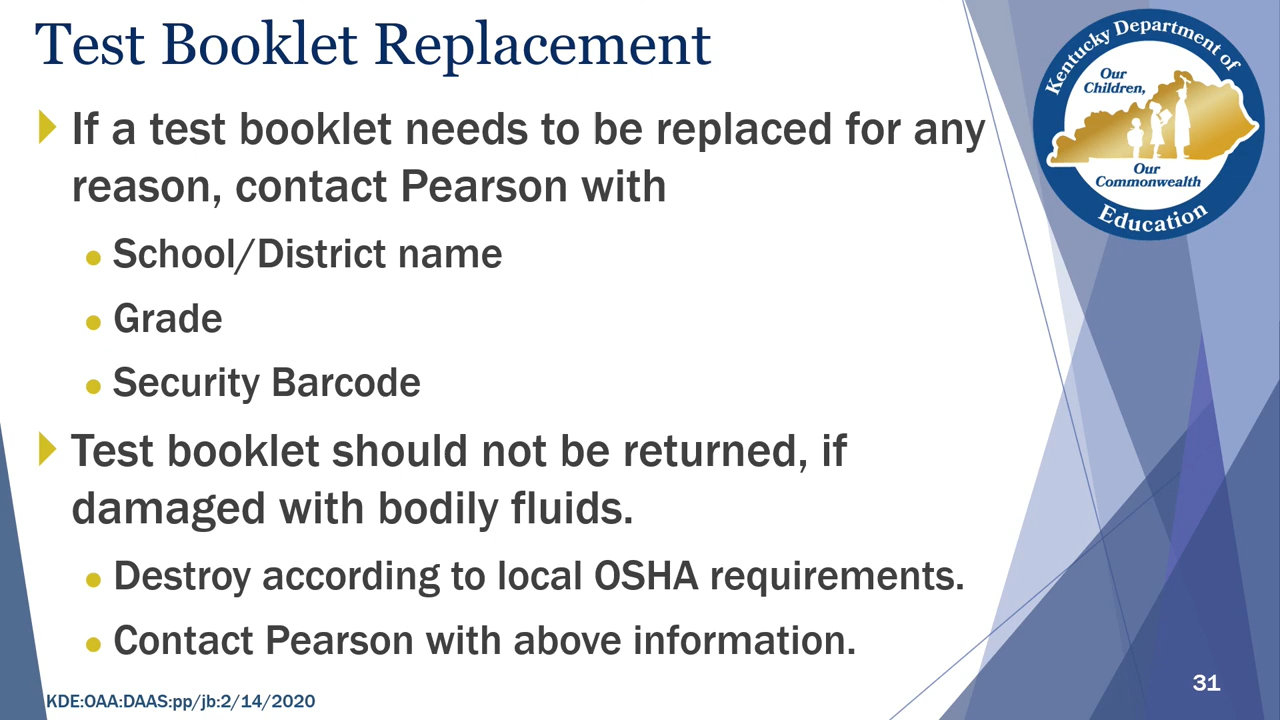 Test Booklet Replacement
If a test booklet needs to be replaced for any
reason, contact Pearson with
School/District name
Grade
Security Barcode
Test booklet should not be returned, if
damaged with bodily fluids.
Destroy according to local OSHA requirements.
Contact Pearson with above information.
KDE:OAA:DAAS:pp/jb:2/14/2020
31
Kentucky Department of
Our
Children,
Our
Commonwealth
Education